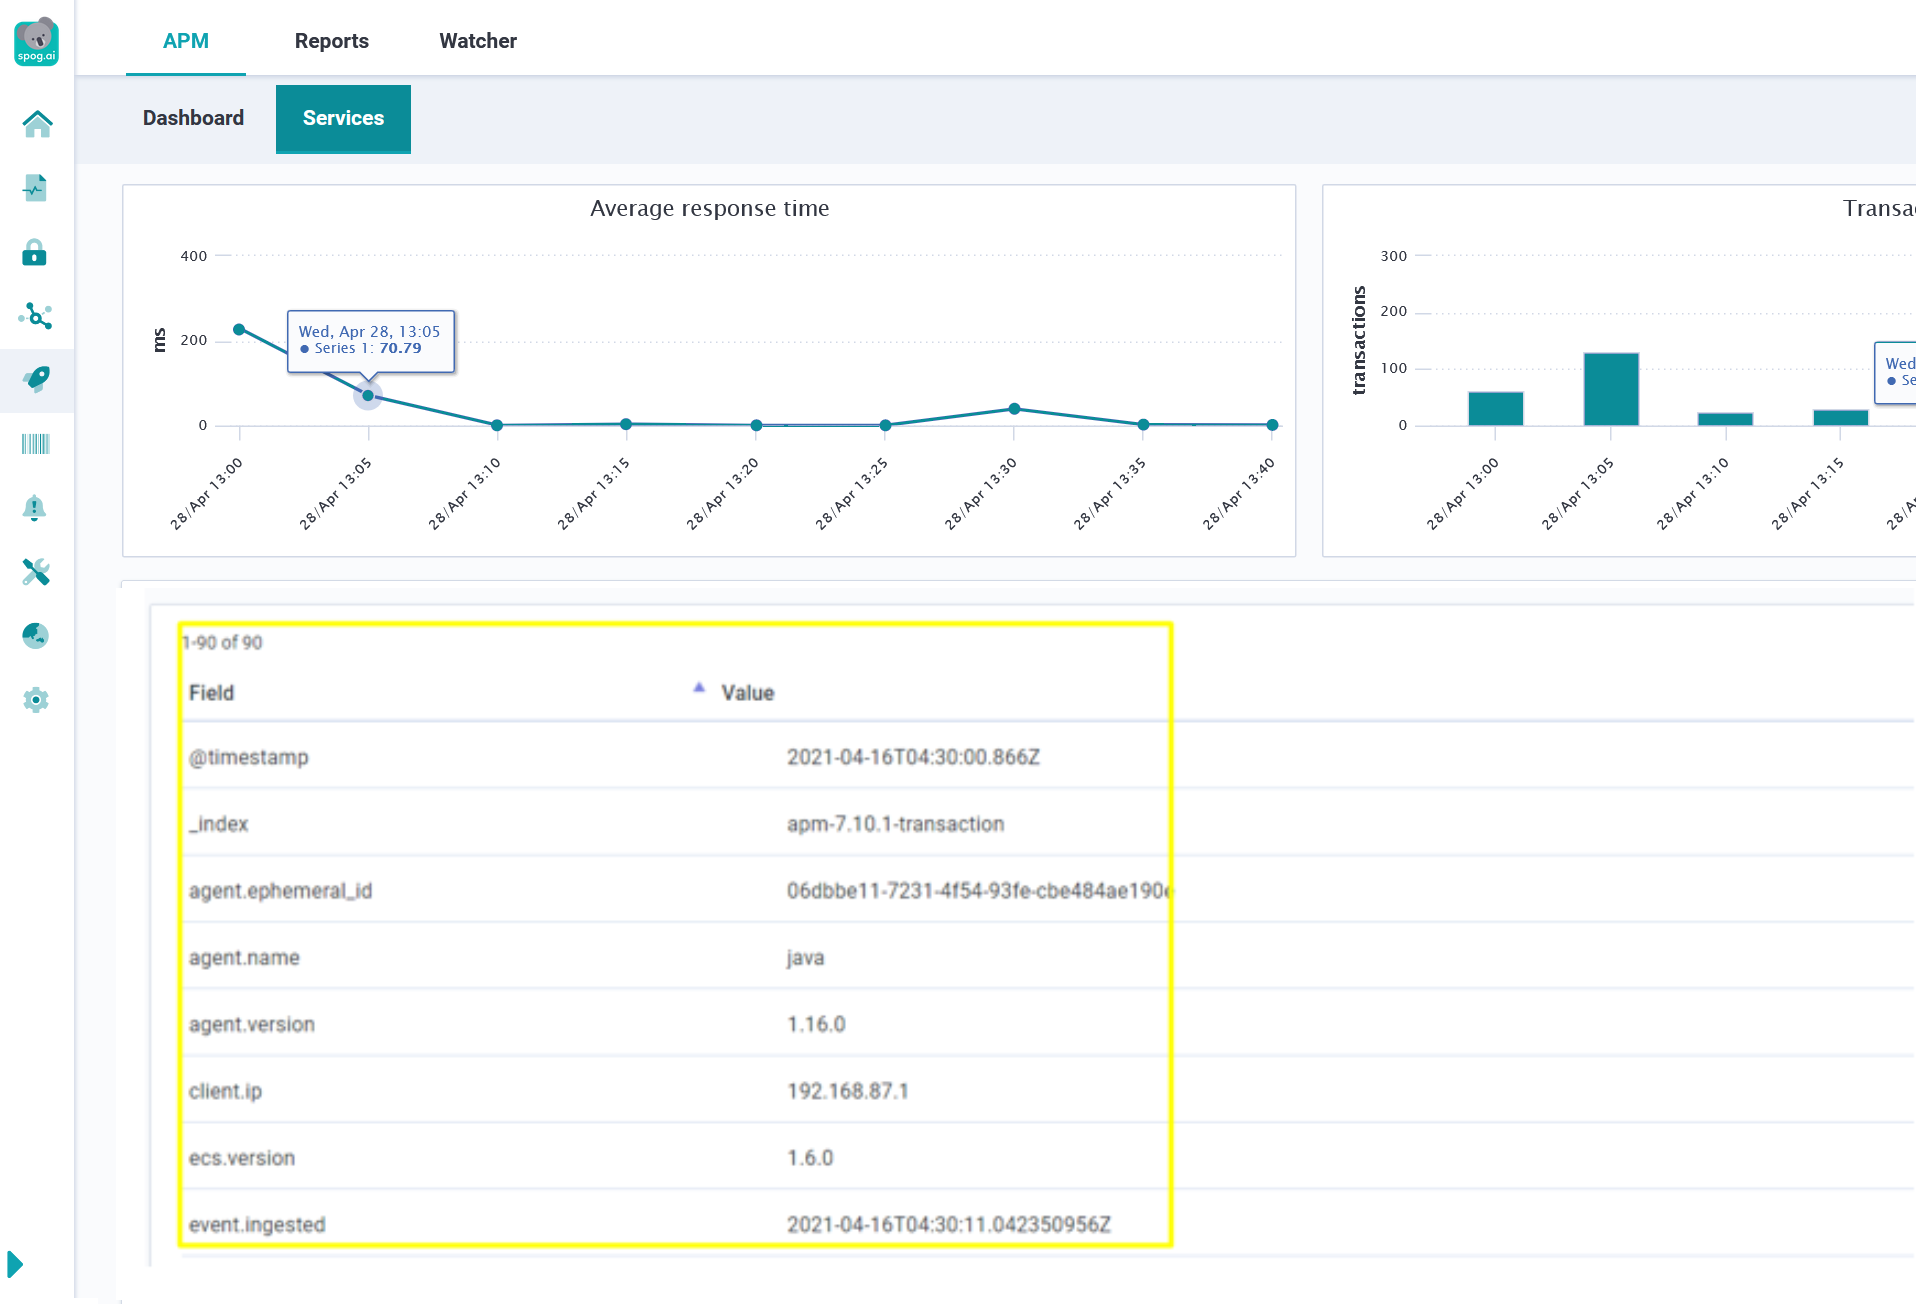 spog.ai
APM Reports Watcher
Dashboard Services
Average response time
400
200
0
ms
Wed, Apr 28, 13:05
Series 1: 70.79
28/Apr 13:00
28/Apr 13:05
28/Apr 13:10
28/Apr 13:15
28/Apr 13:20
28/Apr 13:25
28/Apr 13:30
28/Apr 13:35
28/Apr 13:40
Transac
300
200
100
0
transactions
Wed
Se
28/Apr 13:00
28/Apr 13:05
28/Apr 13:10
28/Apr 13:15
28/Ap
1-90 of 90
Field Value
@timestamp 2021-04-16T04:30:00.866Z
_index apm-7.10.1-transaction
agent.ephemeral_id 06dbbe11-7231-4f54-93fe-cbe484ae190e
agent.name java
agent.version 1.16.0
client.ip 192.168.87.1
ecs.version 1.6.0
event.ingested 2021-04-16T04:30:11.042350956Z